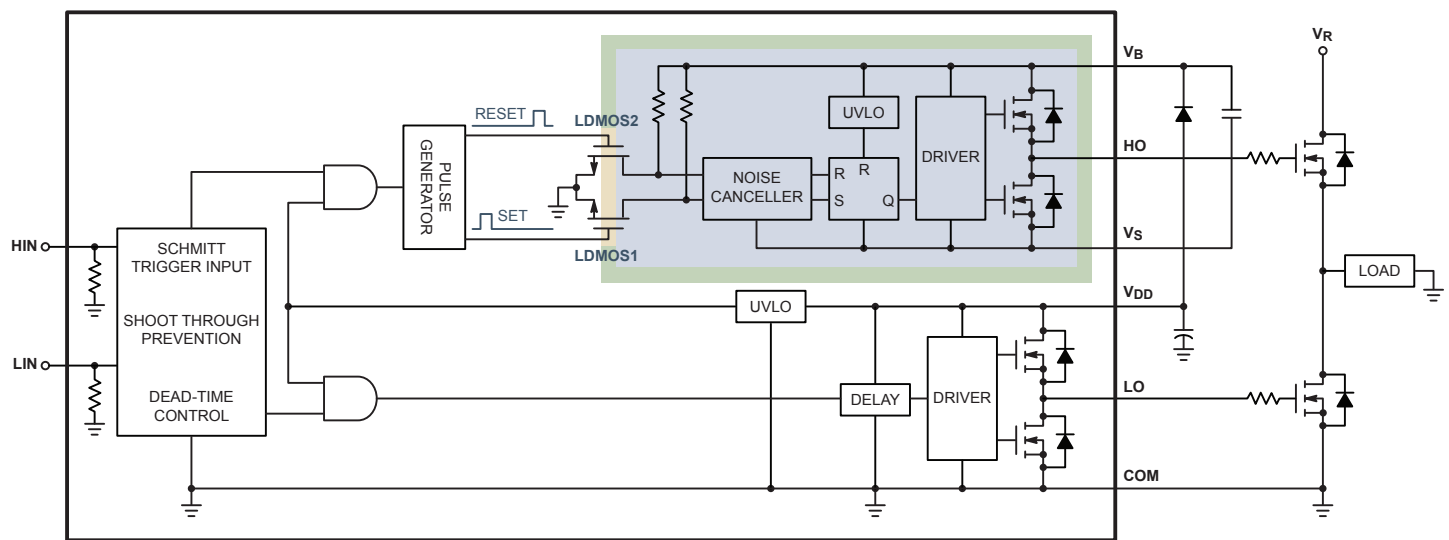 VR
VB
RESET
LDMOS2
UVLO
PULSE
GENERATOR
NOISE
CANCELLER
R
R
S
Q
DRIVER
HO
SET
LDMOS1
VS
HIN
SCHMITT
TRIGGER INPUT
SHOOT THROUGH
PREVENTION
DEAD-TIME
CONTROL
LIN
UVLO
VDD
LOAD
DELAY
DRIVER
LO
COM